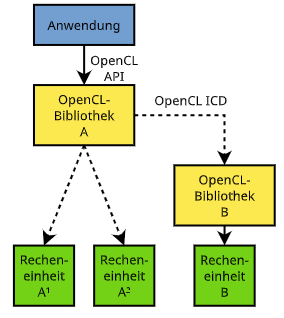 Anwendung
OpenCL
API
OpenCL-
Bibliothek
A
OpenCL ICD
OpenCL-
Bibliothek
B
Rechen-
einheit
A¹
Rechen-
einheit
A²
Rechen-
einheit
B